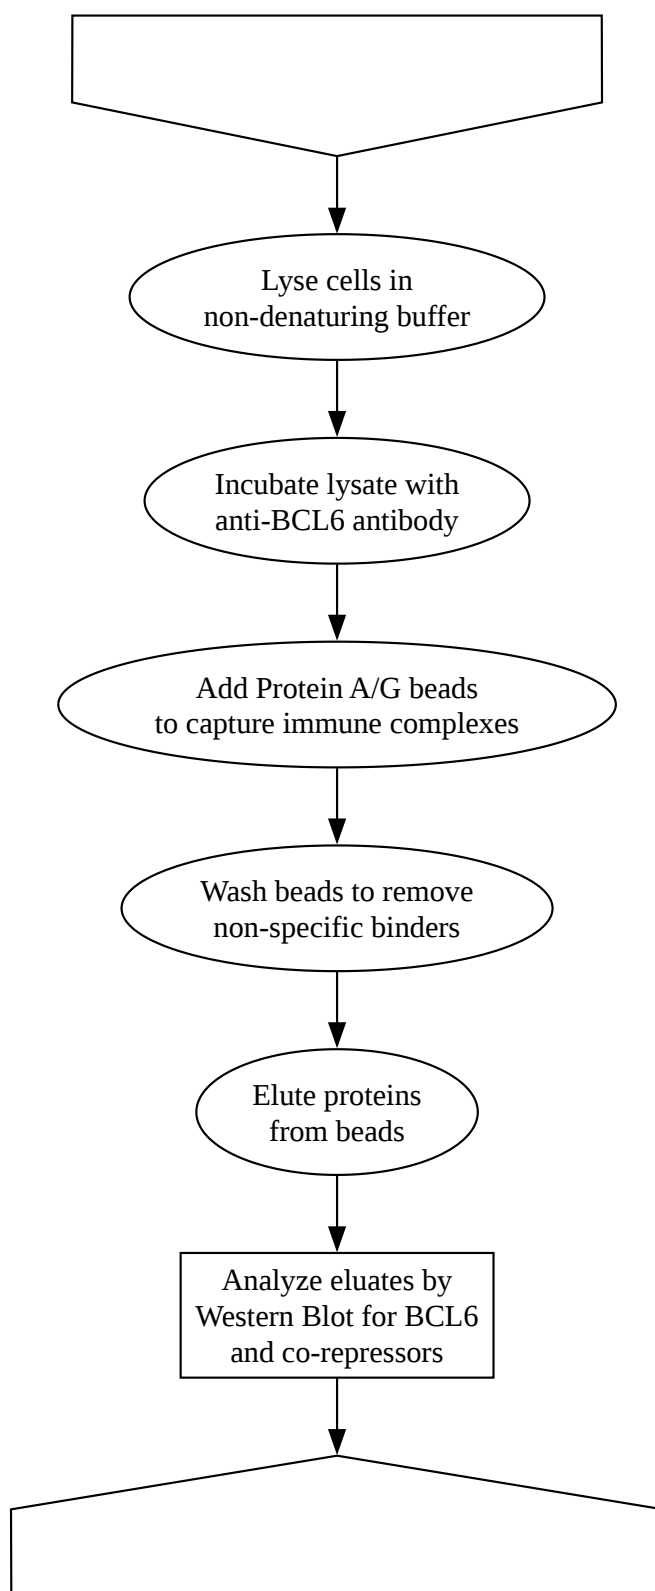 Lyse cells in
non-denaturing buffer
Incubate lysate with
anti-BCL6 antibody
Add Protein A/G beads
to capture immune complexes
Wash beads to remove
non-specific binders
Elute proteins
from beads
Analyze eluates by
Western Blot for BCL6
and co-repressors